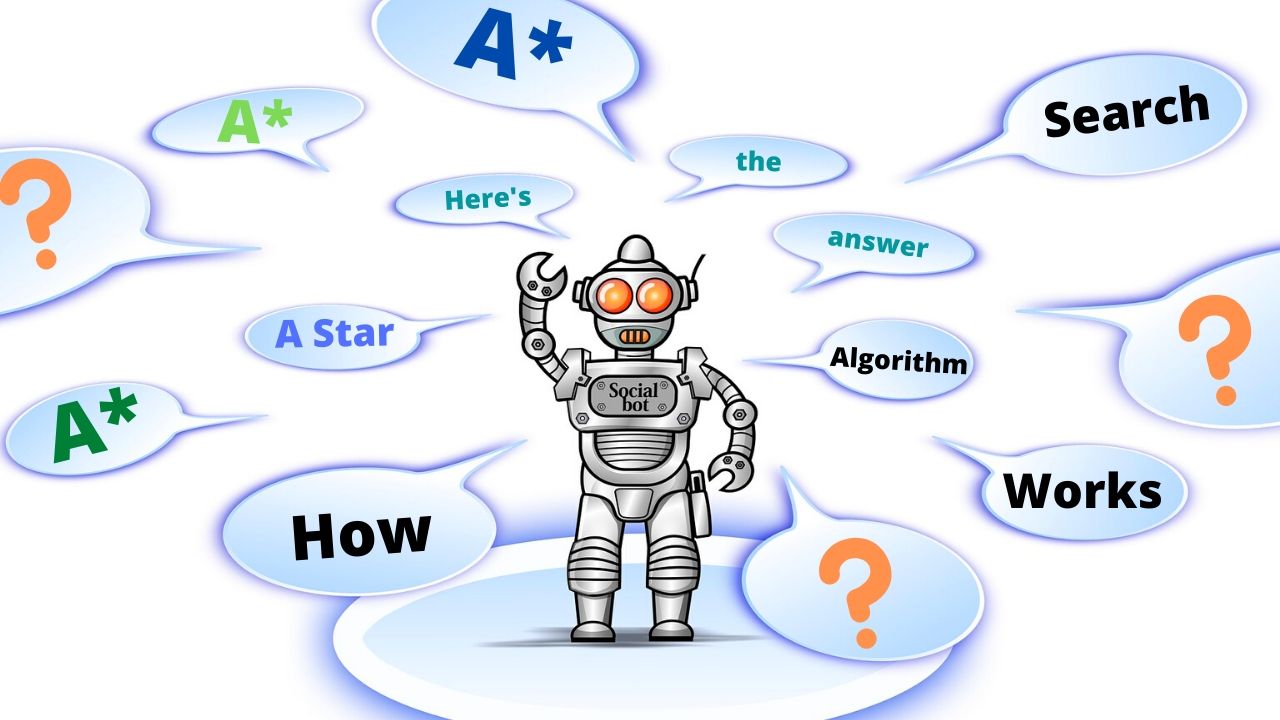 A*
A*
Search
the
Here's
answer
?
A Star
Algorithm
?
Social
bot
A*
How
Works
?